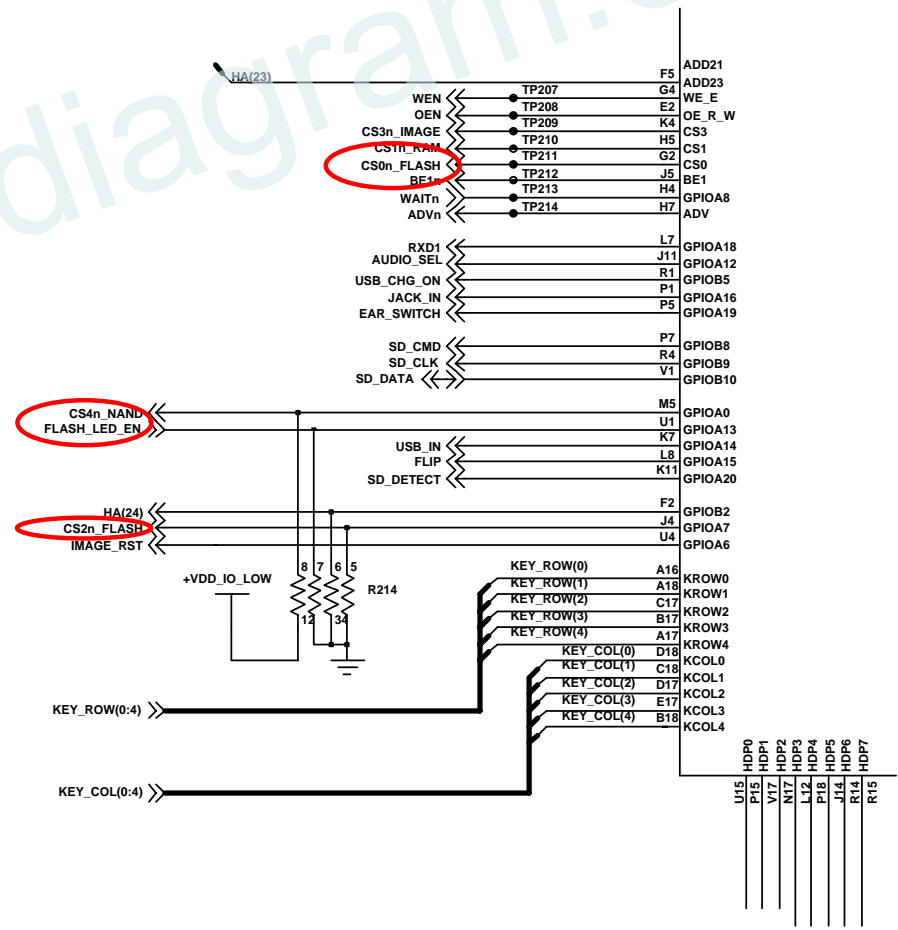 diagram.
ADD21
HA(23) F5 ADD23
WEN TP207 G4 WE_E
OEN TP208 E2 OE_R_W
CS3n_IMAGE TP209 K4 CS3
CS1n_RAM TP210 H5 CS1
CS0n_FLASH TP211 G2 CS0
BE1n TP212 J5 BE1
WAITn TP213 H4 GPIOA8
ADVn TP214 H7 ADV
RXD1 L7 GPIOA18
AUDIO_SEL J11 GPIOA12
USB_CHG_ON R1 GPIOB5
JACK_IN P1 GPIOA16
EAR_SWITCH P5 GPIOA19
SD_CMD P7 GPIOB8
SD_CLK R4 GPIOB9
SD_DATA V1 GPIOB10
CS4n_NAND M5 GPIOA0
FLASH_LED_EN U1 GPIOA13
USB_IN K7 GPIOA14
FLIP L8 GPIOA15
SD_DETECT K11 GPIOA20
HA(24) F2 GPIOB2
CS2n_FLASH J4 GPIOA7
IMAGE_RST U4 GPIOA6
+VDD_IO_LOW 8 7 6 5 R214
1 2 3 4
KEY_ROW(0) A16 KROW0
KEY_ROW(1) A18 KROW1
KEY_ROW(2) C17 KROW2
KEY_ROW(3) B17 KROW3
KEY_ROW(4) A17 KROW4
KEY_COL(0) D18 KCOL0
KEY_COL(1) C18 KCOL1
KEY_COL(2) D17 KCOL2
KEY_COL(3) E17 KCOL3
KEY_COL(4) B18 KCOL4
KEY_ROW(0:4)
KEY_COL(0:4)
HDP0 HDP1 HDP2 HDP3 HDP4 HDP5 HDP6 HDP7
U15 P15 V17 N17 L12 P18 J14 R14 R15